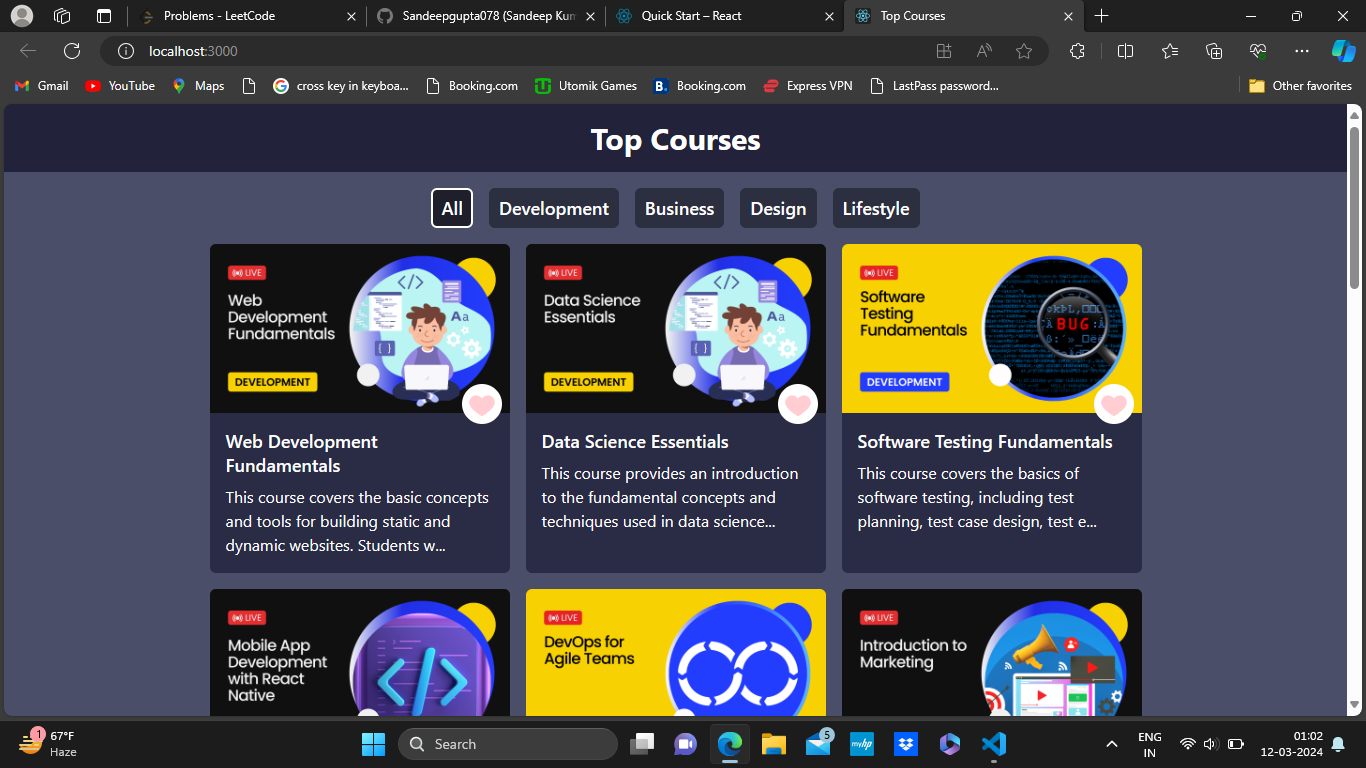 Problems - LeetCode
Sandeepgupta078 (Sandeep Kum
Quick Start – React
Top Courses
localhost:3000
Gmail
YouTube
Maps
cross key in keyboa...
Booking.com
Utomik Games
B.
Booking.com
Express VPN
LastPass password...
Other favorites
Top Courses
All
Development
Business
Design
Lifestyle
LIVE
Web
Development
Fundamentals
Aa
DEVELOPMENT
LIVE
Data Science
Essentials
Aa
DEVELOPMENT
LIVE
Software
Testing
Fundamentals
BUG
DEVELOPMENT
Web Development
Fundamentals
This course covers the basic concepts
and tools for building static and
dynamic websites. Students w...
Data Science Essentials
This course provides an introduction
to the fundamental concepts and
techniques used in data science...
Software Testing Fundamentals
This course covers the basics of
software testing, including test
planning, test case design, test e...
LIVE
Mobile App
Development
with React
Native
LIVE
DevOps for
Agile Teams
LIVE
Introduction to
Marketing
1
67°F
Haze
Search
5
myhp
ENG
IN
01:02
12-03-2024